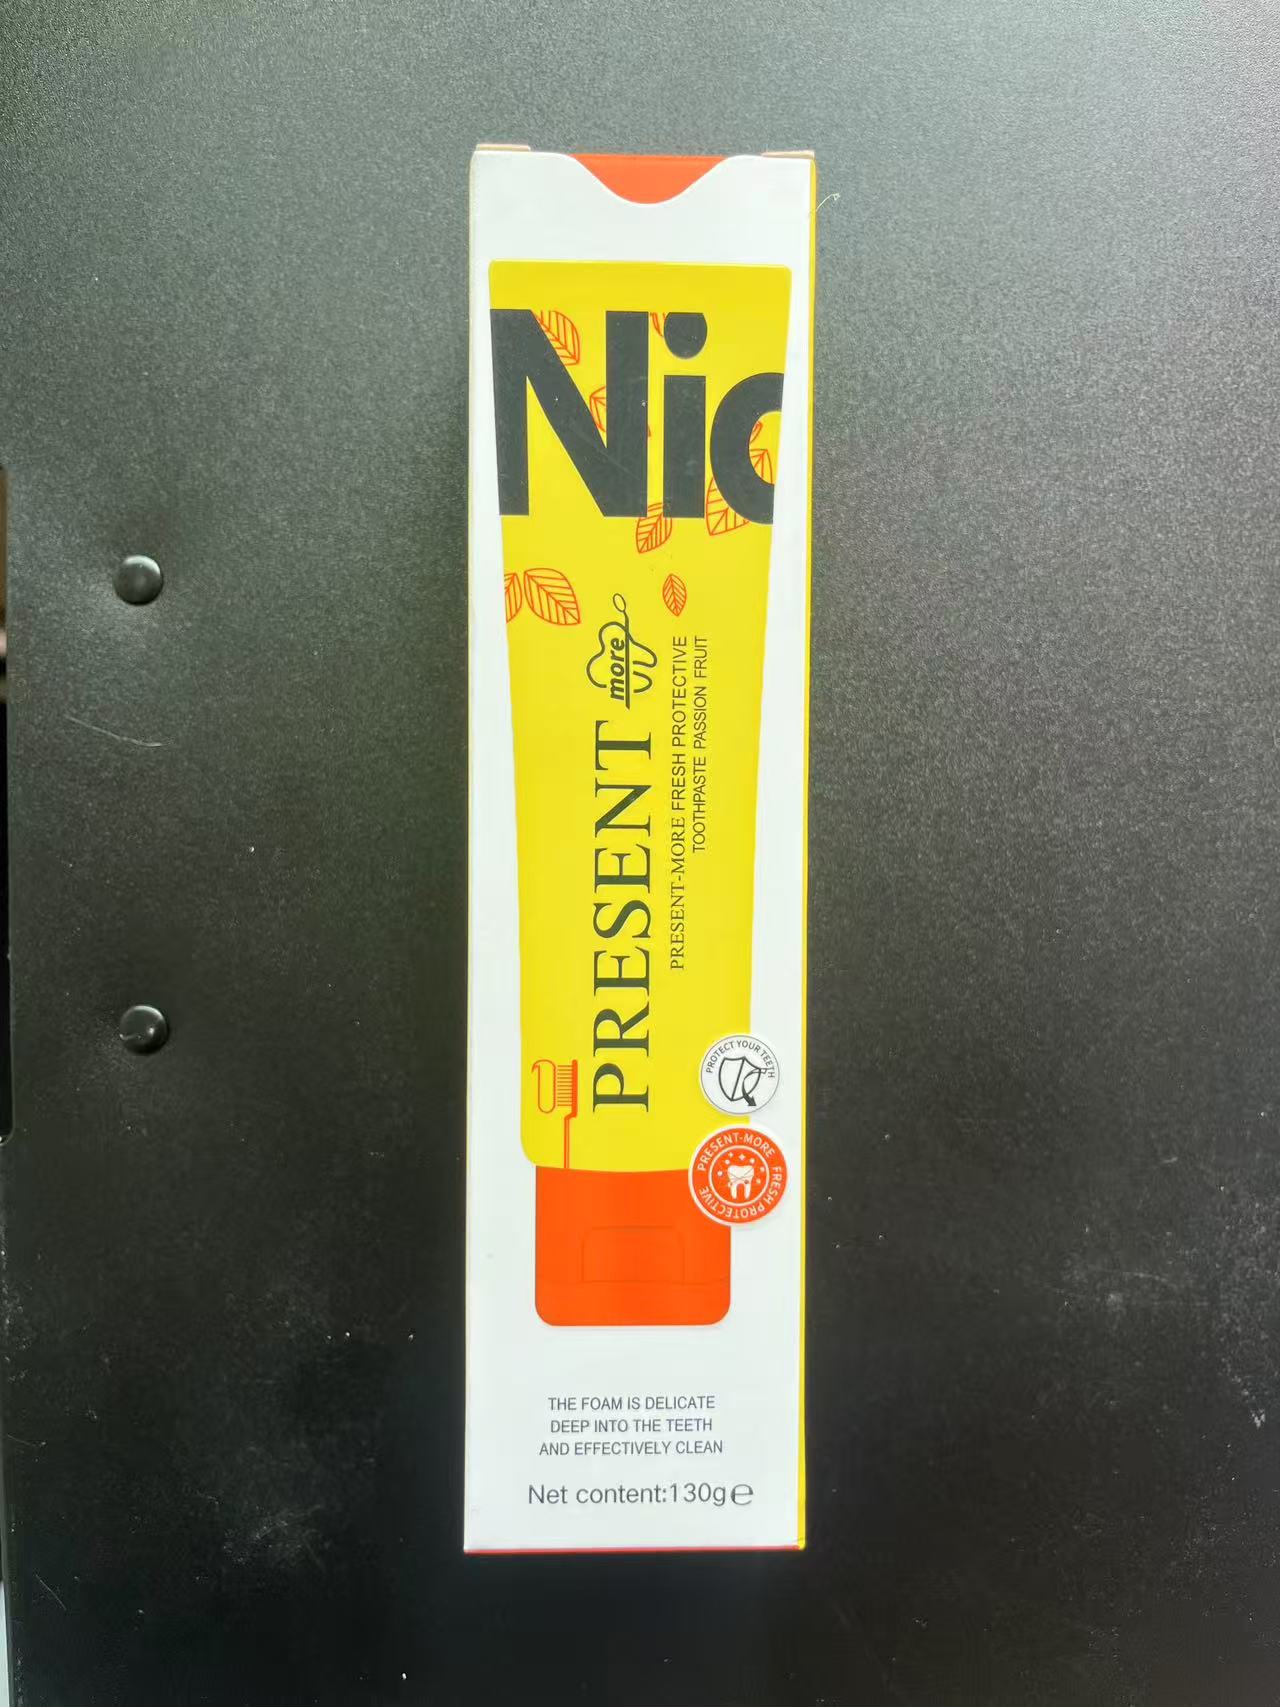 Nic
PRESENT more
PRESENT-MORE FRESH PROTECTIVE
TOOTHPASTE PASSION FRUIT
PROTECT YOUR TEETH
PRESENT-MORE FRESH PROTECTIVE
THE FOAM IS DELICATE
DEEP INTO THE TEETH
AND EFFECTIVELY CLEAN
Net content:130g℮